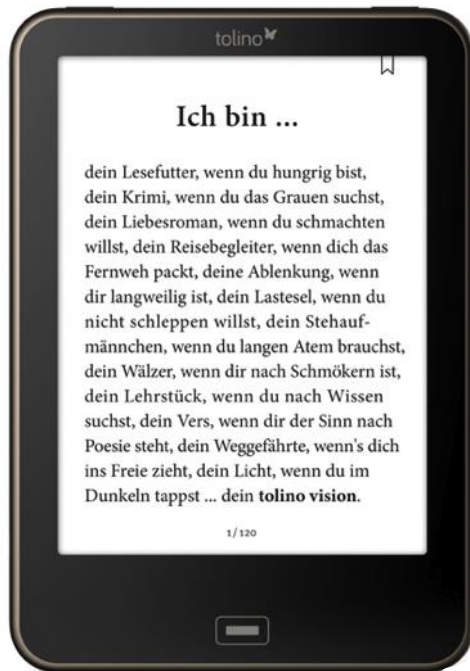 tolino
Ich bin ...
dein Lesefutter, wenn du hungrig bist,
dein Krimi, wenn du das Grauen suchst,
dein Liebesroman, wenn du schmachten
willst, dein Reisebegleiter, wenn dich das
Fernweh packt, deine Ablenkung, wenn
dir langweilig ist, dein Lastesel, wenn du
nicht schleppen willst, dein Stehauf-
männchen, wenn du langen Atem brauchst,
dein Wälzer, wenn dir nach Schmökern ist,
dein Lehrstück, wenn du nach Wissen
suchst, dein Vers, wenn dir der Sinn nach
Poesie steht, dein Weggefährte, wenn's dich
ins Freie zieht, dein Licht, wenn du im
Dunkeln tappst ... dein tolino vision.
1/120